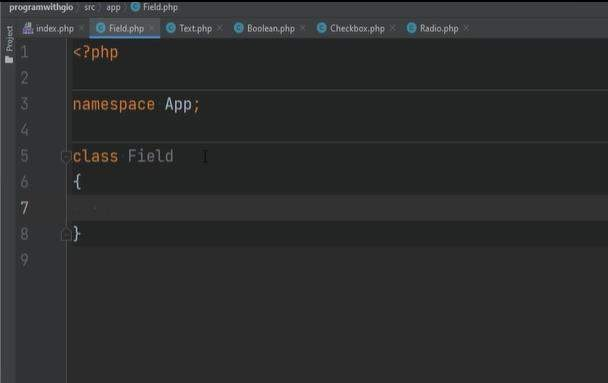 programwithgio src app Field.php
index.php Field.php Text.php Boolean.php Checkbox.php Radio.php
Project
1 <?php
2
3 namespace App;
4
5 class Field
6 {
7
8 }
9